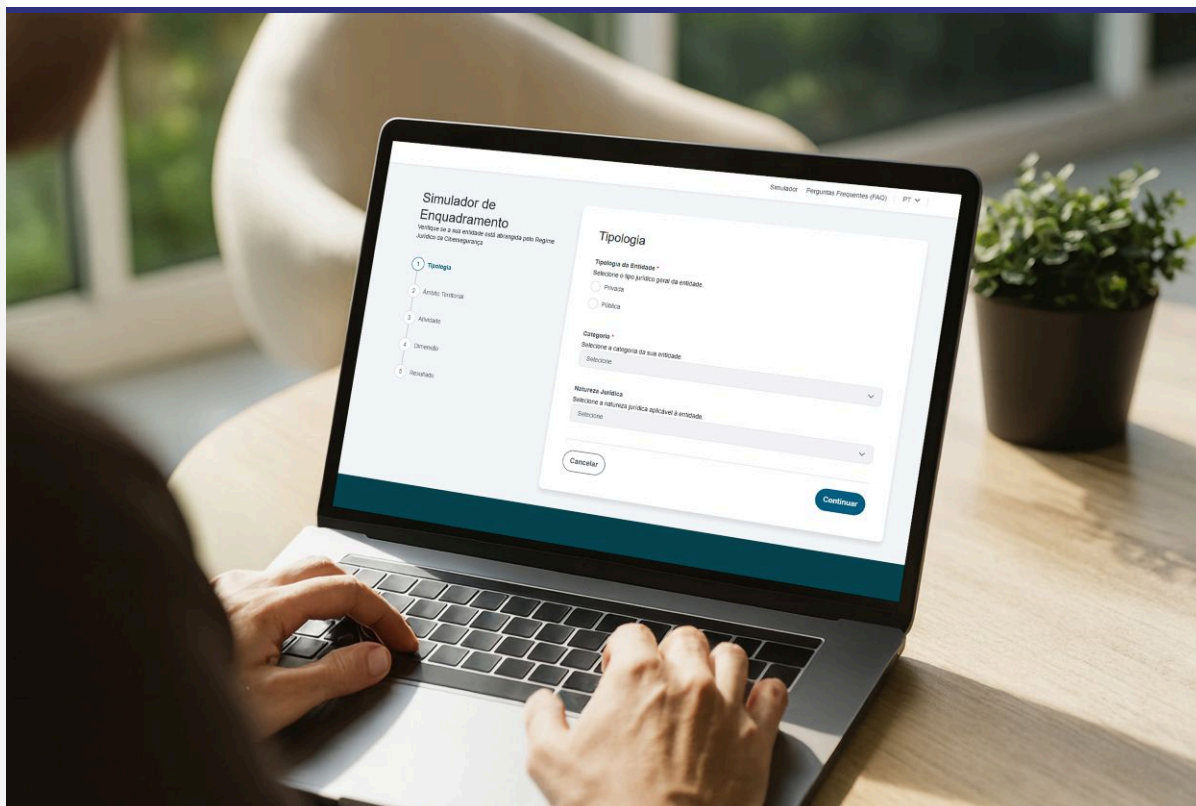 Simulador Perguntas Frequentes (FAQ) PT
Simulador de
Enquadramento
Verifique se a sua entidade está abrangida pelo Regime
Jurídico da Cibersegurança
1 Tipologia
2 Âmbito Territorial
3 Atividade
4 Dimensão
5 Resultado
Tipologia
Tipologia da Entidade *
Selecione o tipo jurídico geral da entidade.
Privada
Pública
Categoria *
Selecione a categoria da sua entidade.
Selecione
Natureza Jurídica
Selecione a natureza jurídica aplicável à entidade.
Selecione
Cancelar
Continuar